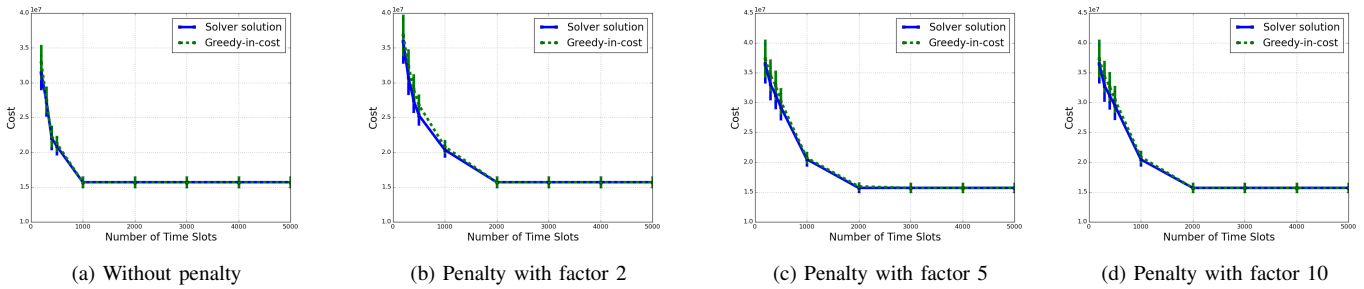 1e7
4.0
3.5
3.0
2.5
2.0
1.5
1.0
Cost
0 1000 2000 3000 4000 5000
Number of Time Slots
Solver solution
Greedy-in-cost
(a) Without penalty
1e7
4.0
3.5
3.0
2.5
2.0
1.5
1.0
Cost
0 1000 2000 3000 4000 5000
Number of Time Slots
Solver solution
Greedy-in-cost
(b) Penalty with factor 2
1e7
4.5
4.0
3.5
3.0
2.5
2.0
1.5
1.0
Cost
0 1000 2000 3000 4000 5000
Number of Time Slots
Solver solution
Greedy-in-cost
(c) Penalty with factor 5
1e7
4.5
4.0
3.5
3.0
2.5
2.0
1.5
1.0
Cost
0 1000 2000 3000 4000 5000
Number of Time Slots
Solver solution
Greedy-in-cost
(d) Penalty with factor 10